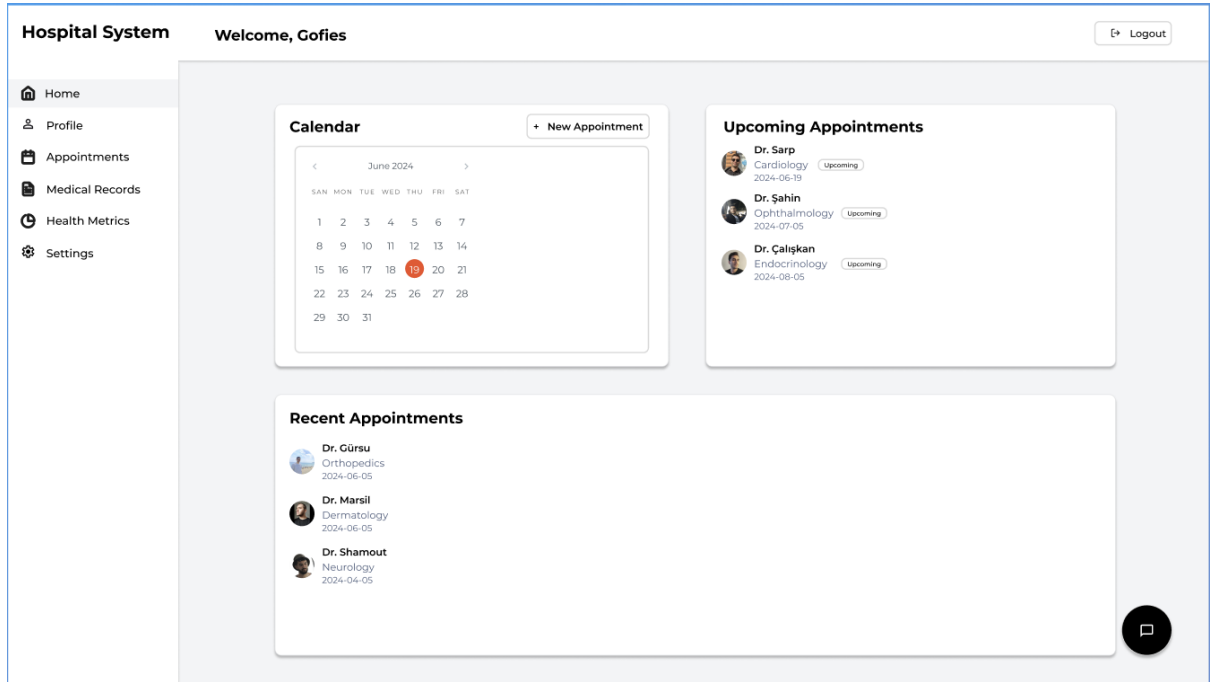 Hospital System
Welcome, Gofies
Logout
Home
Profile
Appointments
Medical Records
Health Metrics
Settings
Calendar
+ New Appointment
< June 2024 >
SAN MON TUE WED THU FRI SAT
1 2 3 4 5 6 7
8 9 10 11 12 13 14
15 16 17 18 19 20 21
22 23 24 25 26 27 28
29 30 31
Upcoming Appointments
Dr. Sarp
Cardiology Upcoming
2024-06-19
Dr. Şahin
Ophthalmology Upcoming
2024-07-05
Dr. Çalışkan
Endocrinology Upcoming
2024-08-05
Recent Appointments
Dr. Gürsu
Orthopedics
2024-06-05
Dr. Marsil
Dermatology
2024-06-05
Dr. Shamout
Neurology
2024-04-05